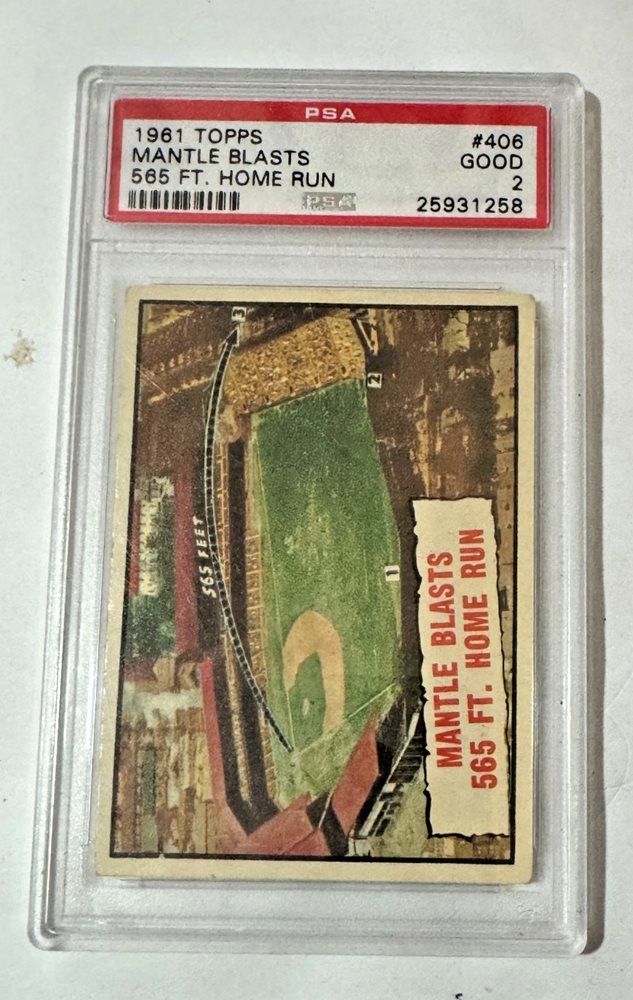 PSA
1961 TOPPS #406
MANTLE BLASTS GOOD
565 FT. HOME RUN 2
PSA 25931258
3
2
565 FEET
1
MANTLE BLASTS
565 FT. HOME RUN